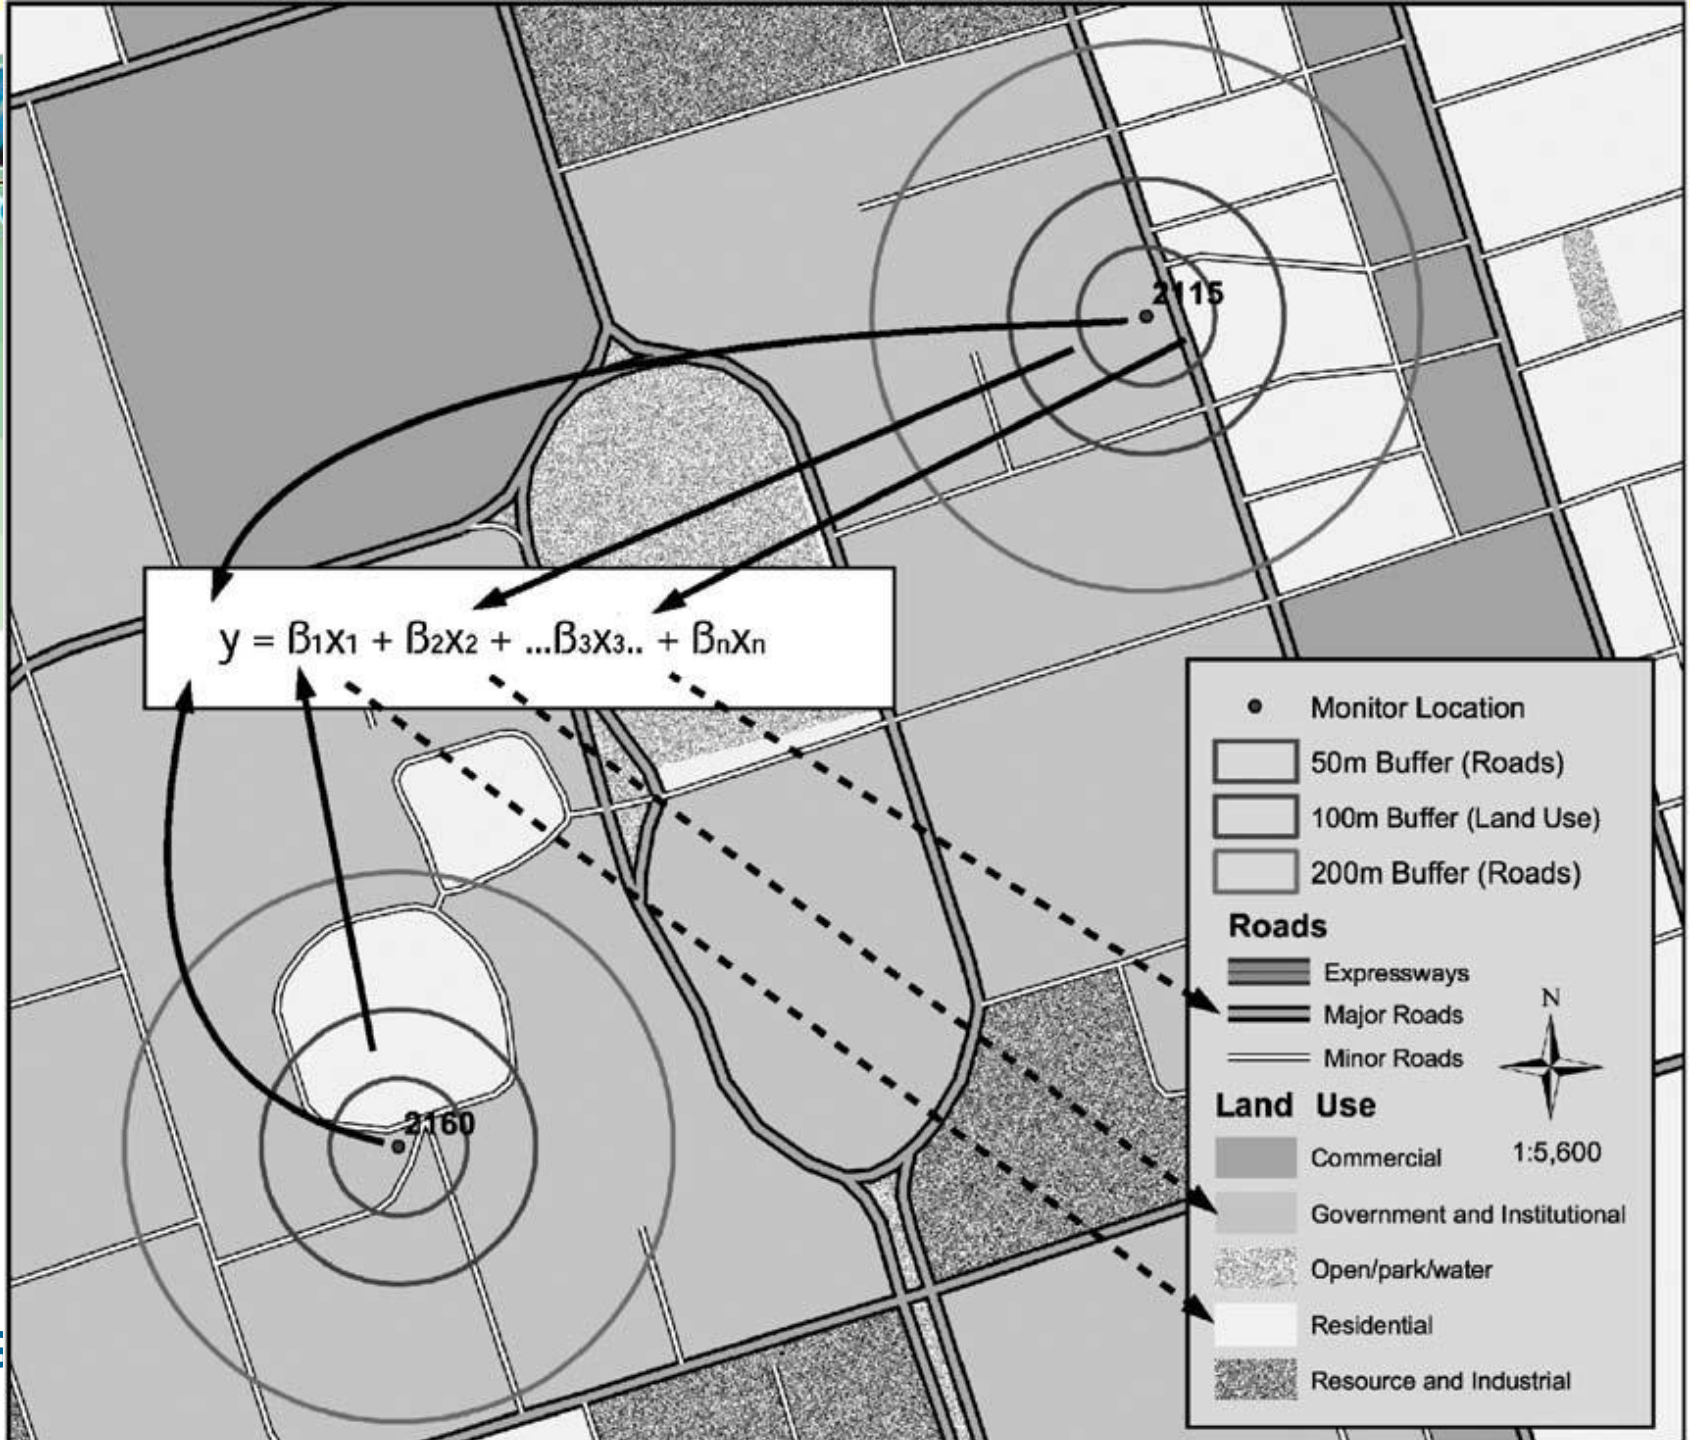 2115
y = β1x1 + β2x2 + ...β3x3.. + βnxn
2160
Monitor Location
50m Buffer (Roads)
100m Buffer (Land Use)
200m Buffer (Roads)
Roads
Expressways
Major Roads
Minor Roads
N
1:5,600
Land Use
Commercial
Government and Institutional
Open/park/water
Residential
Resource and Industrial